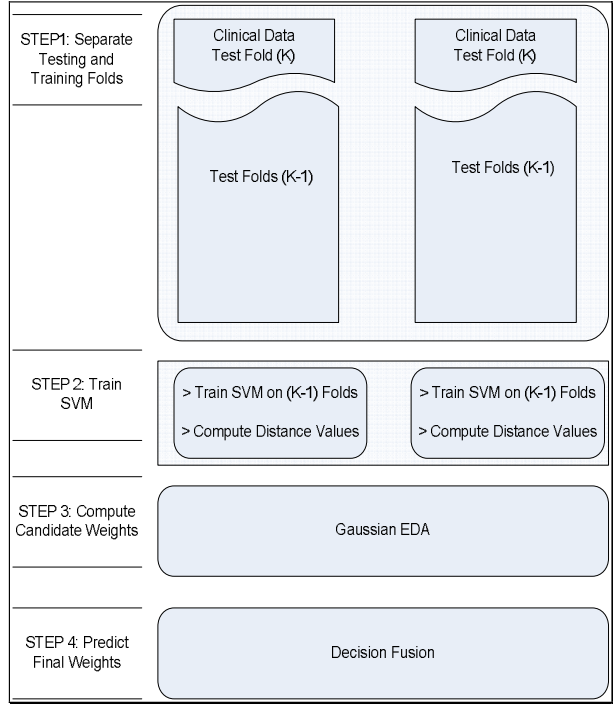 STEP1: Separate
Testing and
Training Folds
Clinical Data
Test Fold (K)
Clinical Data
Test Fold (K)
Test Folds (K-1)
Test Folds (K-1)
STEP 2: Train
SVM
> Train SVM on (K-1) Folds
> Compute Distance Values
> Train SVM on (K-1) Folds
> Compute Distance Values
STEP 3: Compute
Candidate Weights
Gaussian EDA
STEP 4: Predict
Final Weights
Decision Fusion